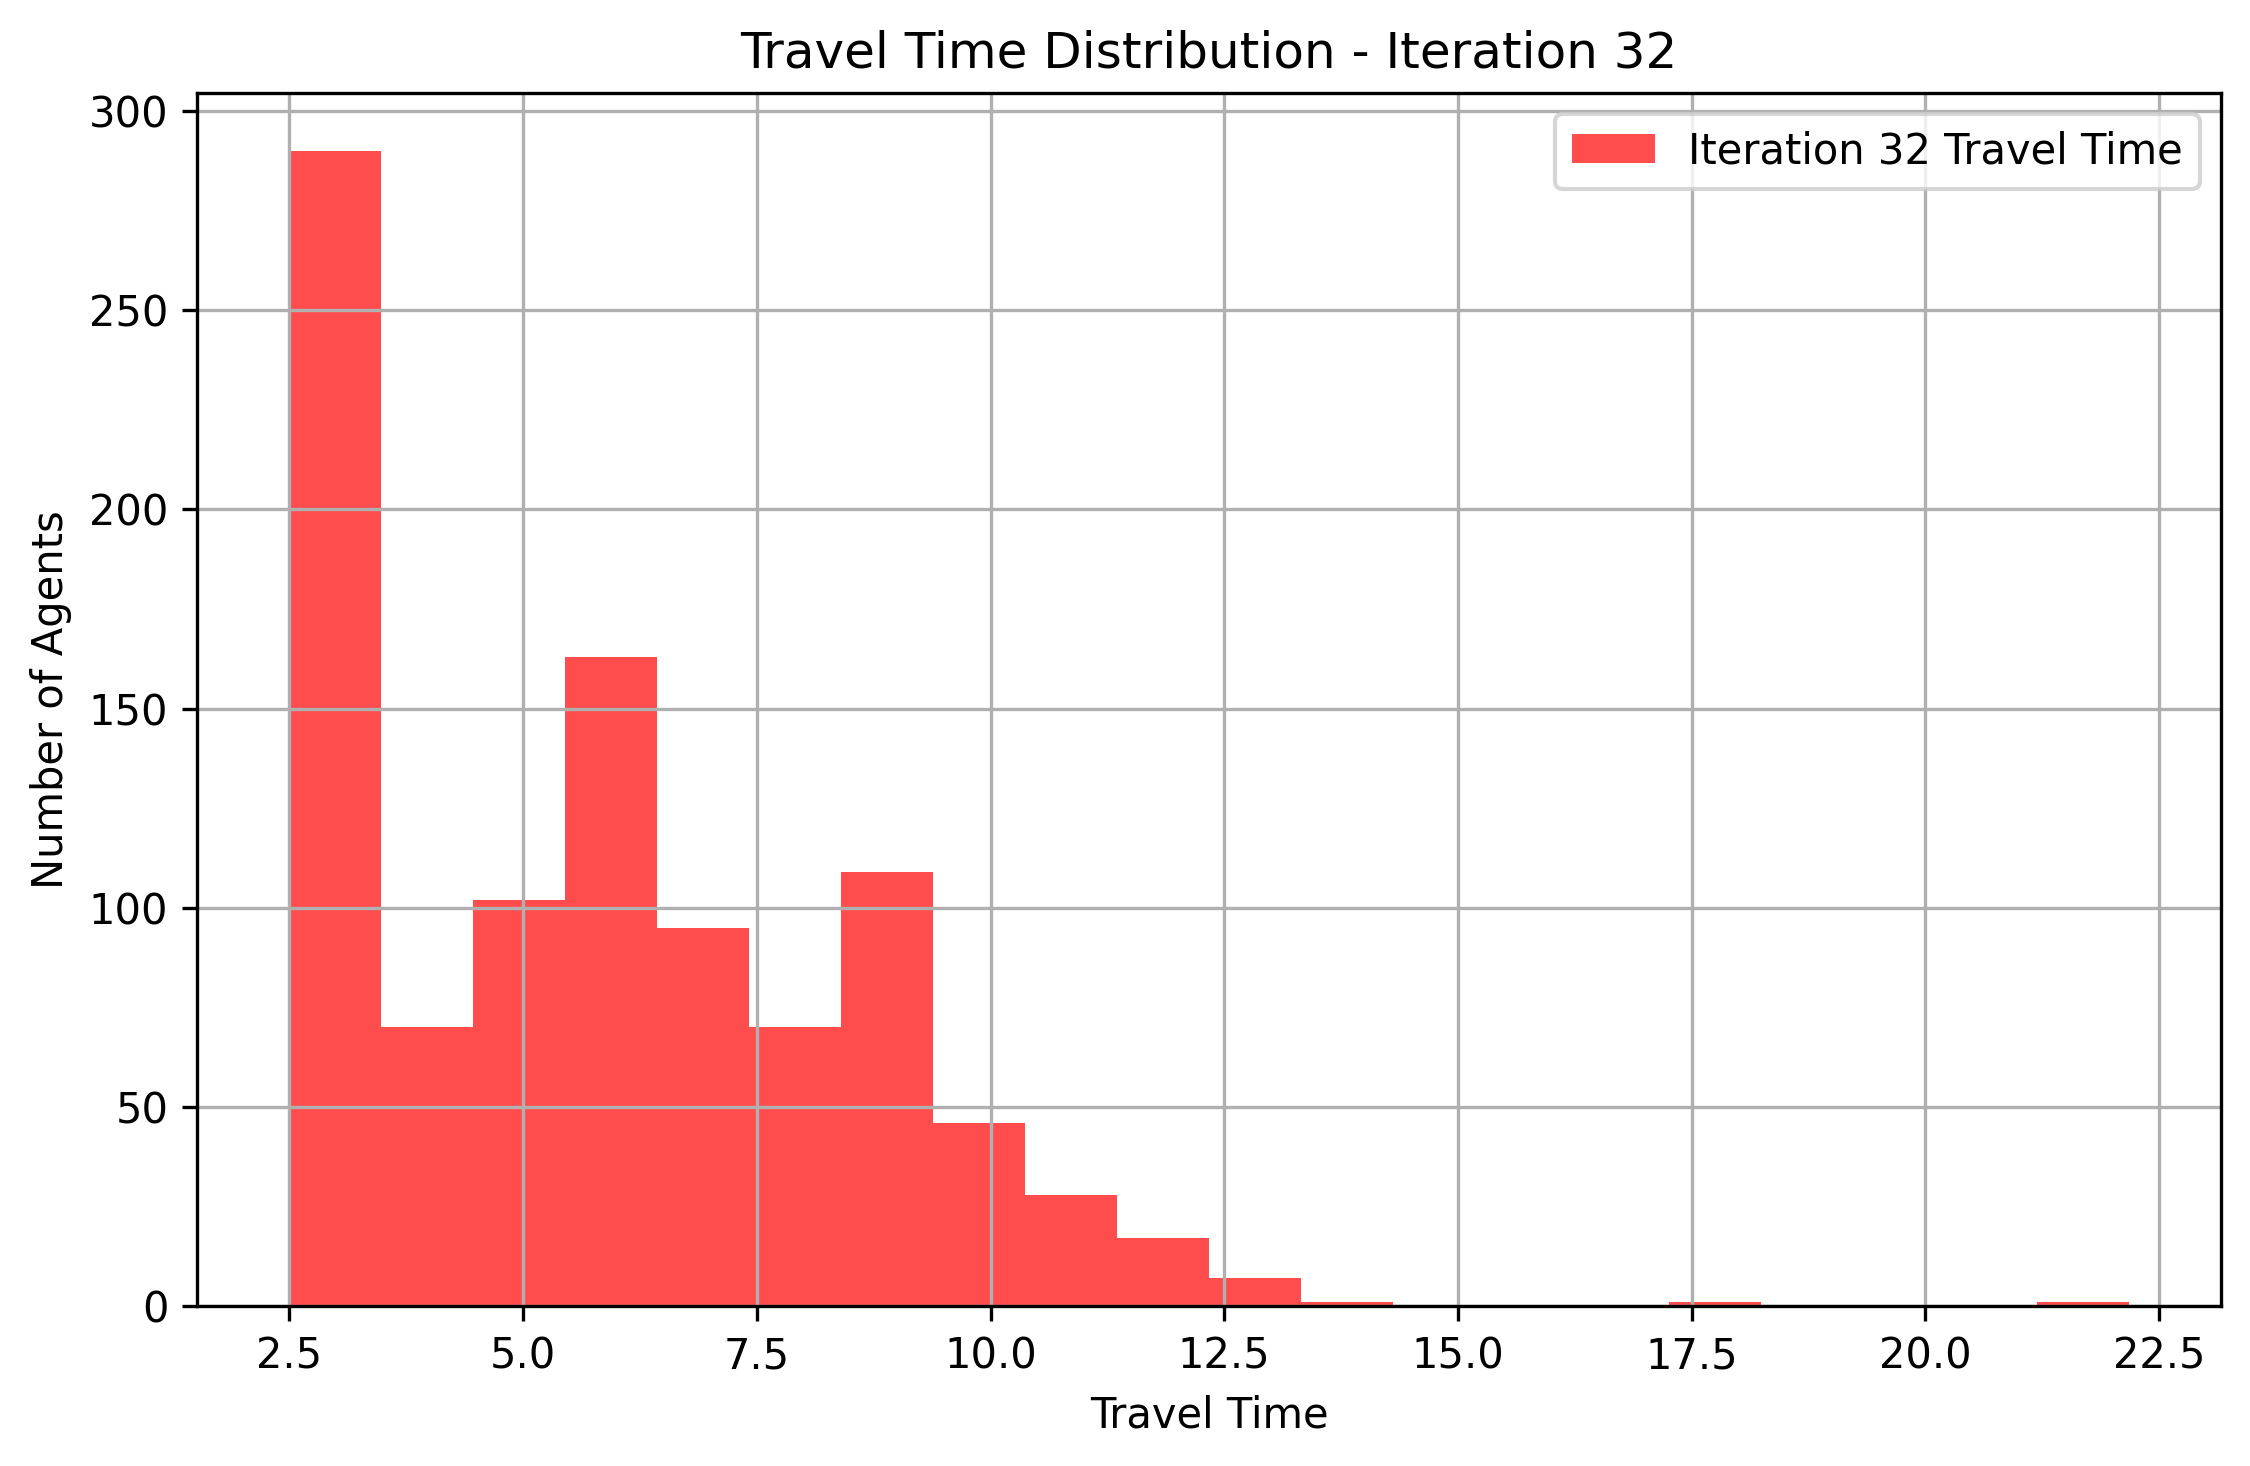 Travel Time Distribution - Iteration 32
Iteration 32 Travel Time
300
250
200
150
100
50
0
Number of Agents
2.5 5.0 7.5 10.0 12.5 15.0 17.5 20.0 22.5
Travel Time